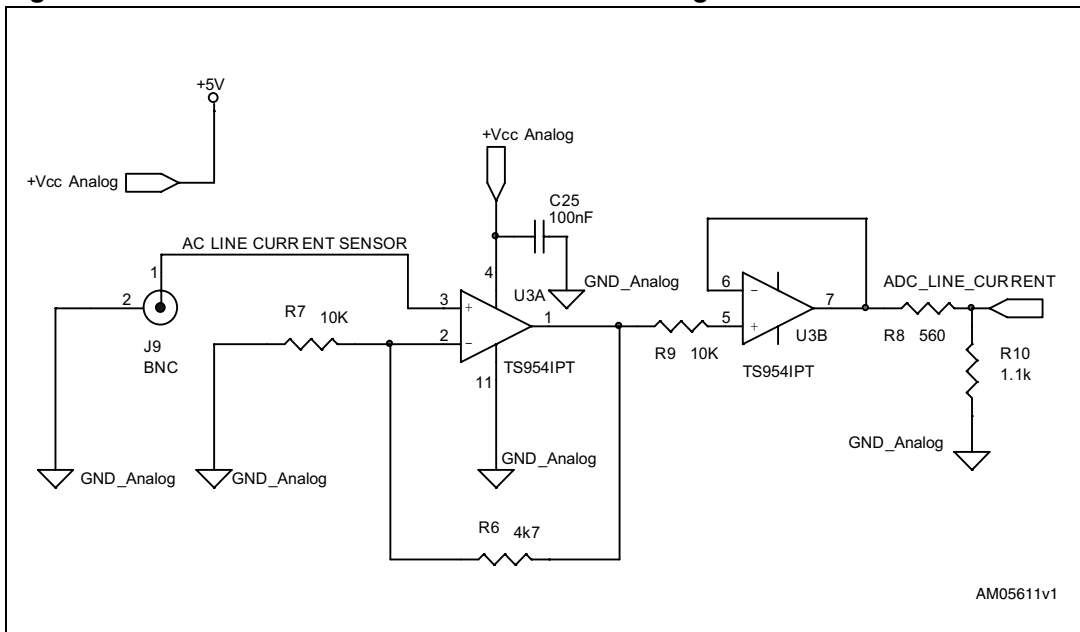 +5V
+Vcc Analog
+Vcc Analog
C25
100nF
AC LINE CURRENT SENSOR
GND_Analog
1
2
J9
BNC
R7
10K
4
3
+
2
−
1
U3A
TS954IPT
11
R9
10K
6
−
5
+
7
U3B
TS954IPT
ADC_LINE_CURRENT
R8
560
R10
1.1k
GND_Analog
GND_Analog
GND_Analog
GND_Analog
R6
4k7
AM05611v1